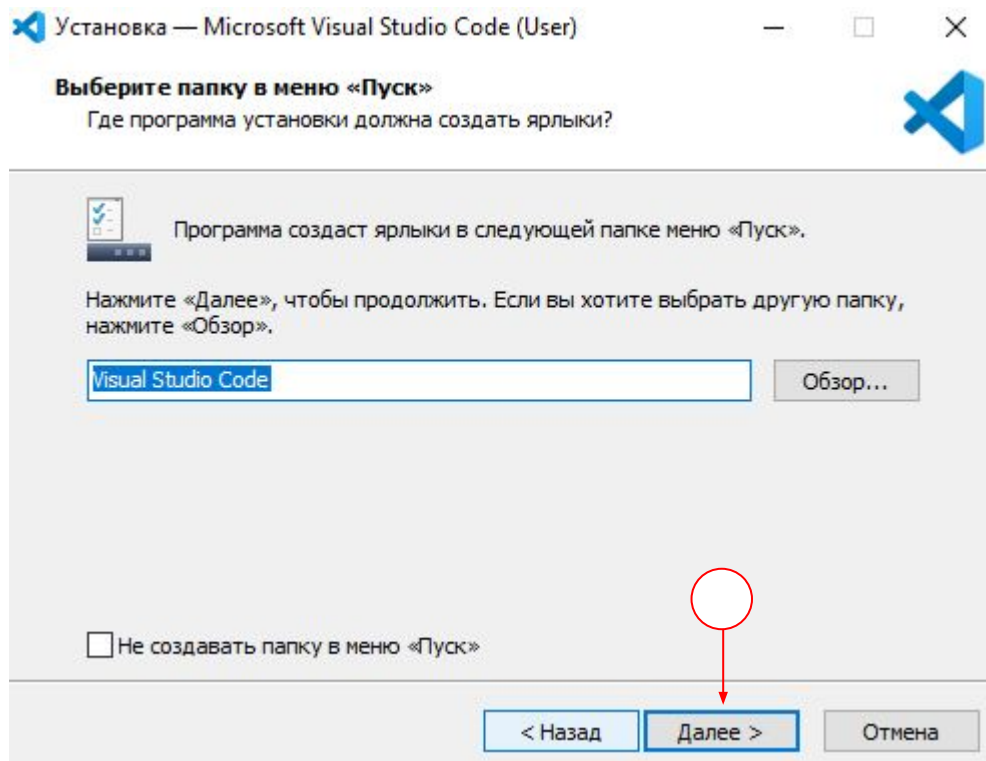 Установка — Microsoft Visual Studio Code (User)
Выберите папку в меню «Пуск»
Где программа установки должна создать ярлыки?
Программа создаст ярлыки в следующей папке меню «Пуск».
Нажмите «Далее», чтобы продолжить. Если вы хотите выбрать другую папку,
нажмите «Обзор».
Visual Studio Code
Обзор...
Не создавать папку в меню «Пуск»
< Назад
Далее >
Отмена